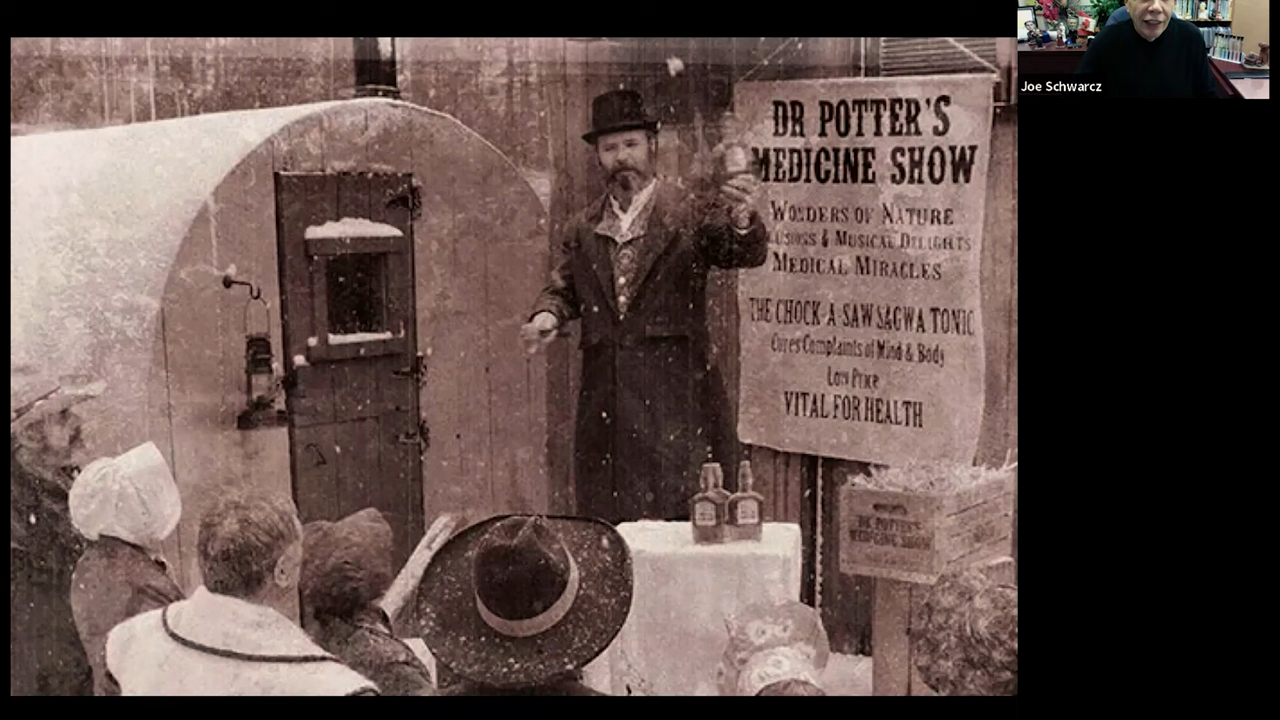 Joe Schwarcz
DR POTTER'S
MEDICINE SHOW
WONDERS OF NATURE
& MUSICAL DELIGHTS
MEDICAL MIRACLES
THE CHOCK-A-SAW SAGWA TONIC
Cures Complaints of Mind & Body
Low Price
VITAL FOR HEALTH
DR POTTER'S
MEDICINE SHOW